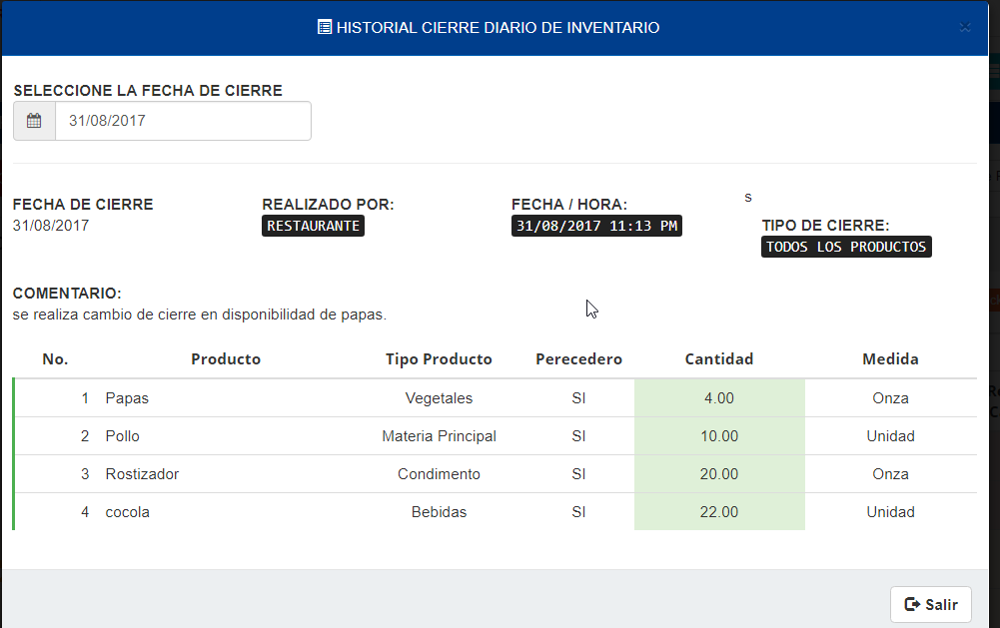 HISTORIAL CIERRE DIARIO DE INVENTARIO
×
SELECCIONE LA FECHA DE CIERRE
31/08/2017
FECHA DE CIERRE
31/08/2017
REALIZADO POR:
RESTAURANTE
FECHA / HORA:
31/08/2017 11:13 PM
s
TIPO DE CIERRE:
TODOS LOS PRODUCTOS
COMENTARIO:
se realiza cambio de cierre en disponibilidad de papas.
No. Producto Tipo Producto Perecedero Cantidad Medida
1 Papas Vegetales SI 4.00 Onza
2 Pollo Materia Principal SI 10.00 Unidad
3 Rostizador Condimento SI 20.00 Onza
4 cocola Bebidas SI 22.00 Unidad
Salir